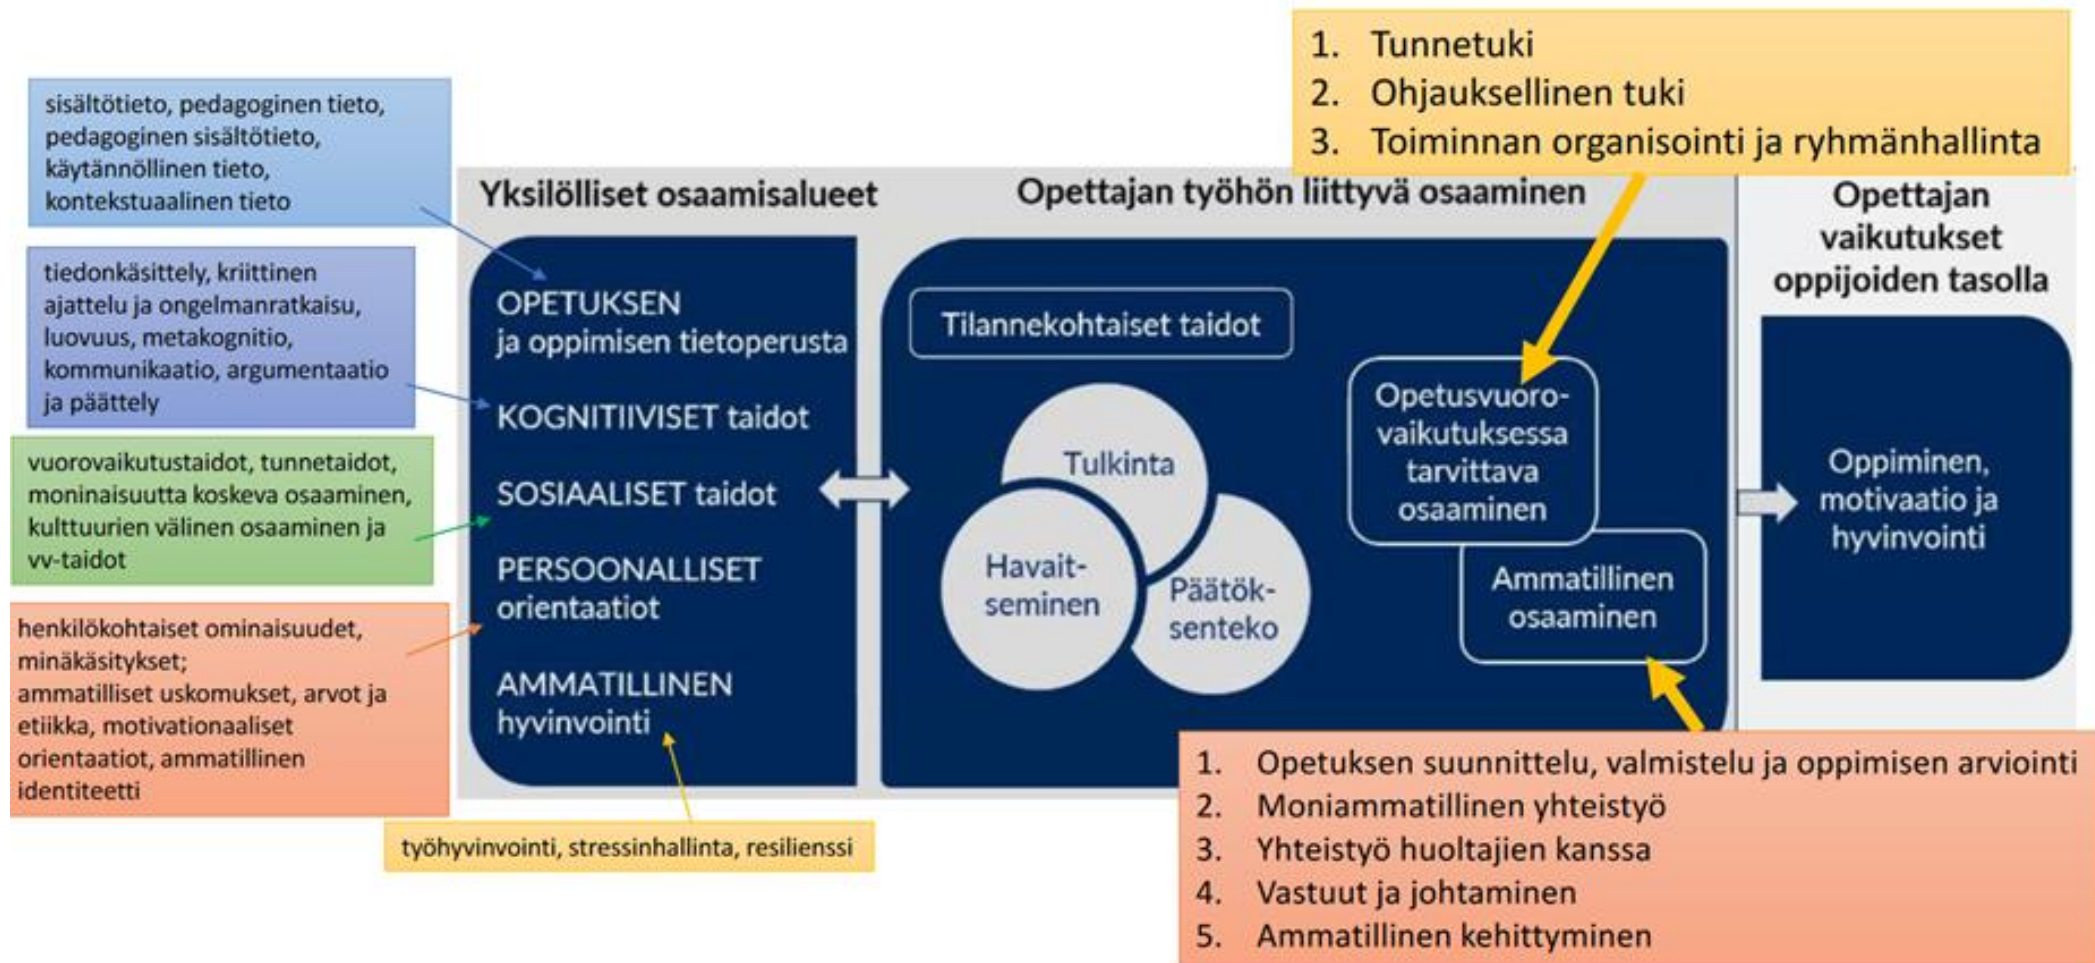 1. Tunnetuki
2. Ohjauksellinen tuki
3. Toiminnan organisointi ja ryhmänhallinta
sisältötieto, pedagoginen tieto,
pedagoginen sisältötieto,
käytännöllinen tieto,
kontekstuaalinen tieto
tiedonkäsittely, kriittinen
ajattelu ja ongelmanratkaisu,
luovuus, metakognitio,
kommunikaatio, argumentaatio
ja päättely
vuorovaikutustaidot, tunnetaidot,
moninaisuutta koskeva osaaminen,
kulttuurien välinen osaaminen ja
vv-taidot
henkilökohtaiset ominaisuudet,
minäkäsitykset;
ammatilliset uskomukset, arvot ja
etiikka, motivationaaliset
orientaatiot, ammatillinen
identiteetti
työhyvinvointi, stressinhallinta, resilienssi
Yksilölliset osaamisalueet
OPETUKSEN
ja oppimisen tietoperusta
KOGNITIIVISET taidot
SOSIAALISET taidot
PERSOONALLISET
orientaatiot
AMMATILLINEN
hyvinvointi
Opettajan työhön liittyvä osaaminen
Tilannekohtaiset taidot
Tulkinta
Havait-
seminen
Päätök-
senteko
Opetusvuoro-
vaikutuksessa
tarvittava
osaaminen
Ammatillinen
osaaminen
Opettajan
vaikutukset
oppijoiden tasolla
Oppiminen,
motivaatio ja
hyvinvointi
1. Opetuksen suunnittelu, valmistelu ja oppimisen arviointi
2. Moniammatillinen yhteistyö
3. Yhteistyö huoltajien kanssa
4. Vastuut ja johtaminen
5. Ammatillinen kehittyminen